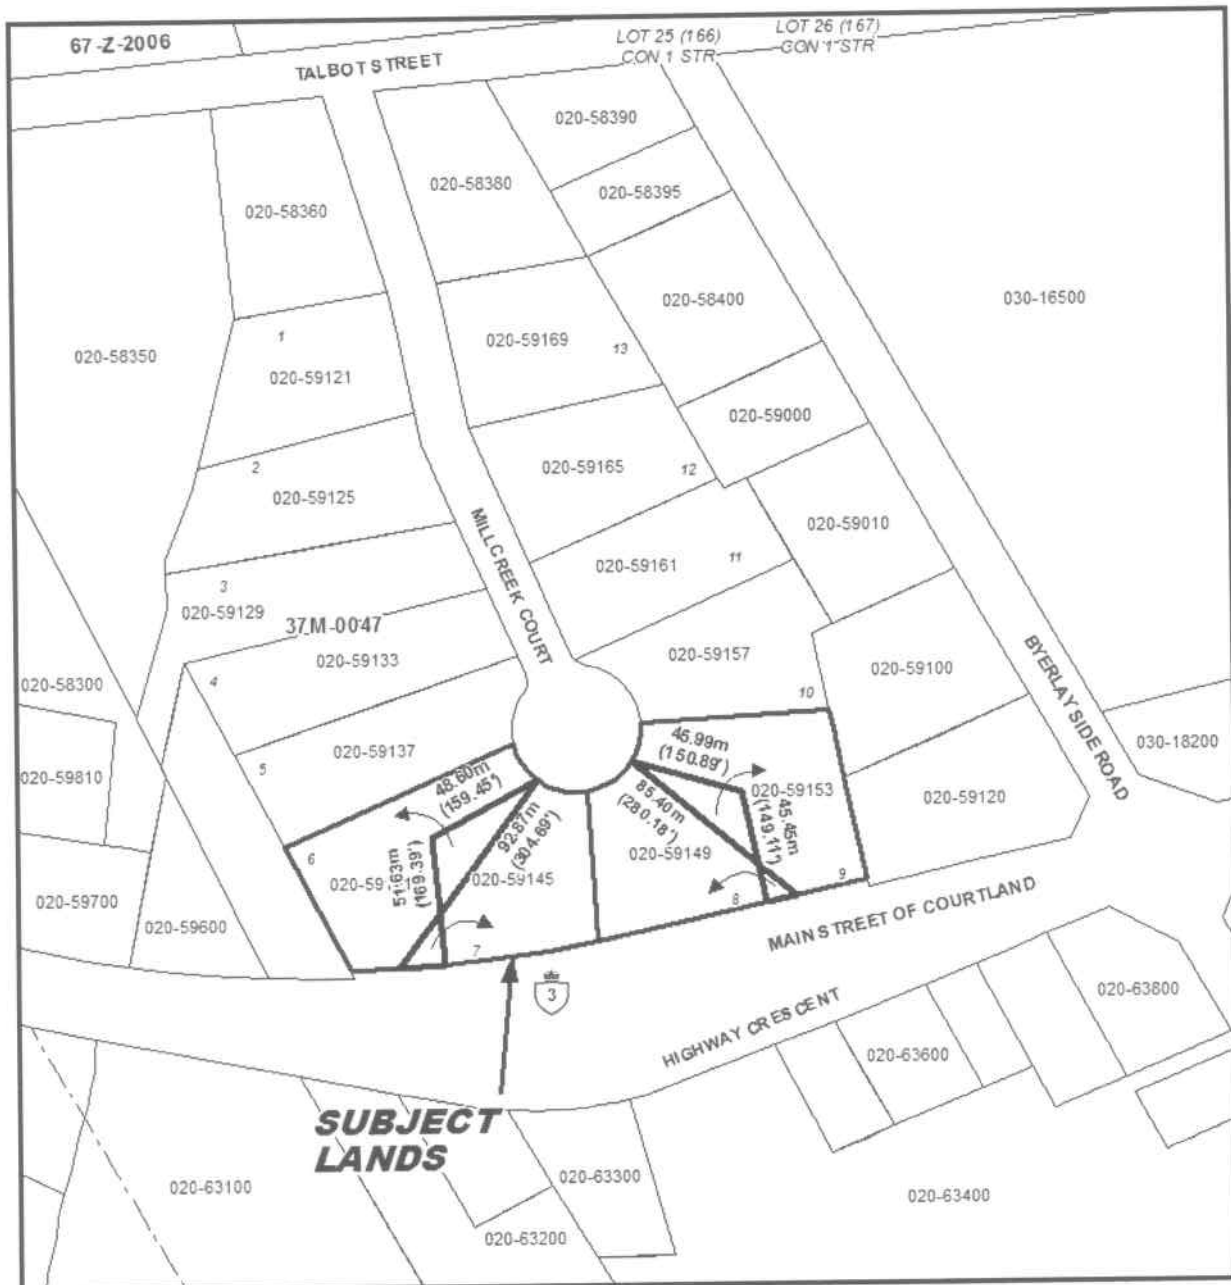 67-Z-2006
LOT 25 (166)
CON 1 STR
LOT 26 (167)
CON 1 STR
TALBOT STREET
020-58390
020-58380
020-58395
020-58360
020-58400
030-16500
020-58350
1
020-59121
020-59169
13
020-59000
2
020-59125
020-59165
12
020-59010
MILLCREEK COURT
020-59161
11
3
020-59129
37M-0047
020-59133
4
020-59157
10
020-59100
BYERLAY SIDE ROAD
020-58300
020-59810
5
020-59137
030-18200
48.60m
(159.45')
45.99m
(150.89')
92.87m
(304.69')
85.40m
(280.18')
020-59153
45.45m
(149.11')
020-59120
51.63m
(169.39')
6
020-59145
020-59149
9
8
7
020-59700
020-59600
MAIN STREET OF COURTLAND
3
HIGHWAY CRESCENT
020-63800
020-63600
SUBJECT
LANDS
020-63100
020-63300
020-63400
020-63200